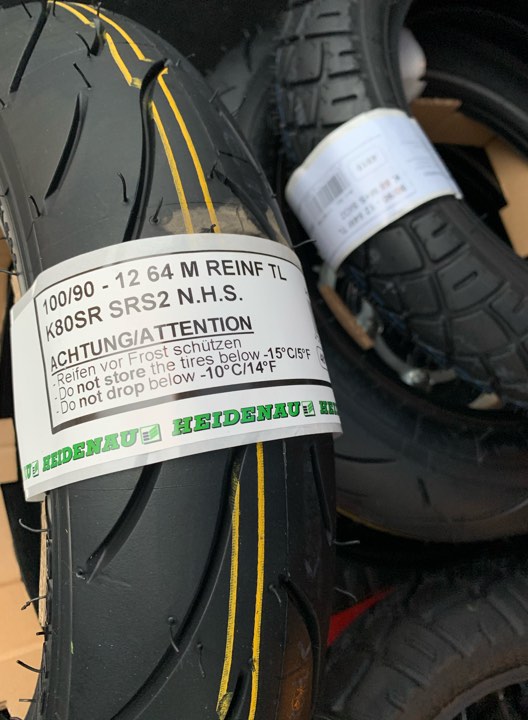 100/90 - 12 64 M REINF TL
K80SR SRS2 N.H.S.
ACHTUNG/ATTENTION
- Reifen vor Frost schützen
- Do not store the tires below -15°C/5°F
- Do not drop below -10°C/14°F
HEIDENAU HEIDENAU